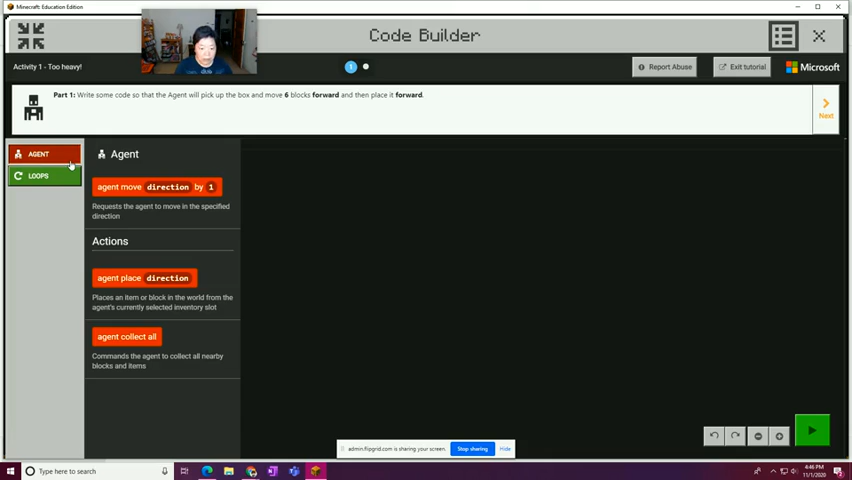 Minecraft: Education Edition
Code Builder
Activity 1 - Too heavy!
1
Report Abuse
Exit tutorial
Microsoft
Part 1: Write some code so that the Agent will pick up the box and move 6 blocks forward and then place it forward.
Next
AGENT
LOOPS
Agent
agent move direction by 1
Requests the agent to move in the specified
direction
Actions
agent place direction
Places an item or block in the world from the
agent's currently selected inventory slot
agent collect all
Commands the agent to collect all nearby
blocks and items
admin.flipgrid.com is sharing your screen.
Stop sharing
Hide
Type here to search
4:46 PM
11/1/2020